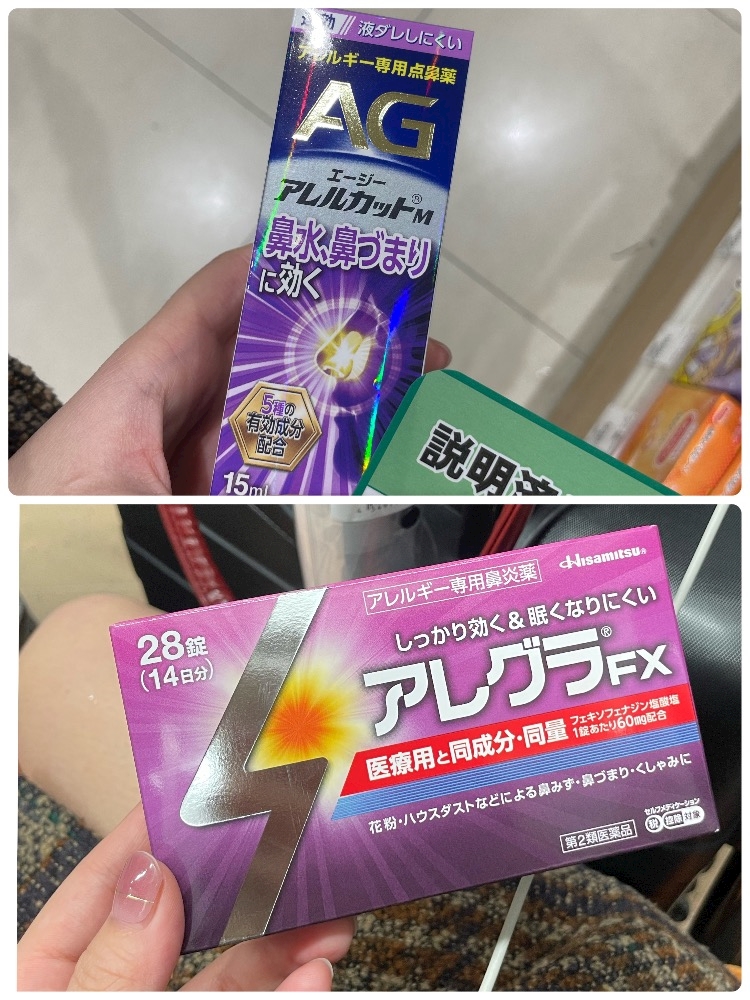 液ダレしにくい
アレルギー専用点鼻薬
AG
エージー
アレルカット®M
鼻水、鼻づまり
に効く
5種の
有効成分
配合
15ml
説明済
Hisamitsu®
アレルギー専用鼻炎薬
28錠
(14日分)
しっかり効く&眠くなりにくい
アレグラ®FX
医療用と同成分・同量
フェキソフェナジン塩酸塩
1錠あたり60mg配合
花粉・ハウスダストなどによる鼻みず・鼻づまり・くしゃみに
第2類医薬品
セルフメディケーション
税 控除 対象